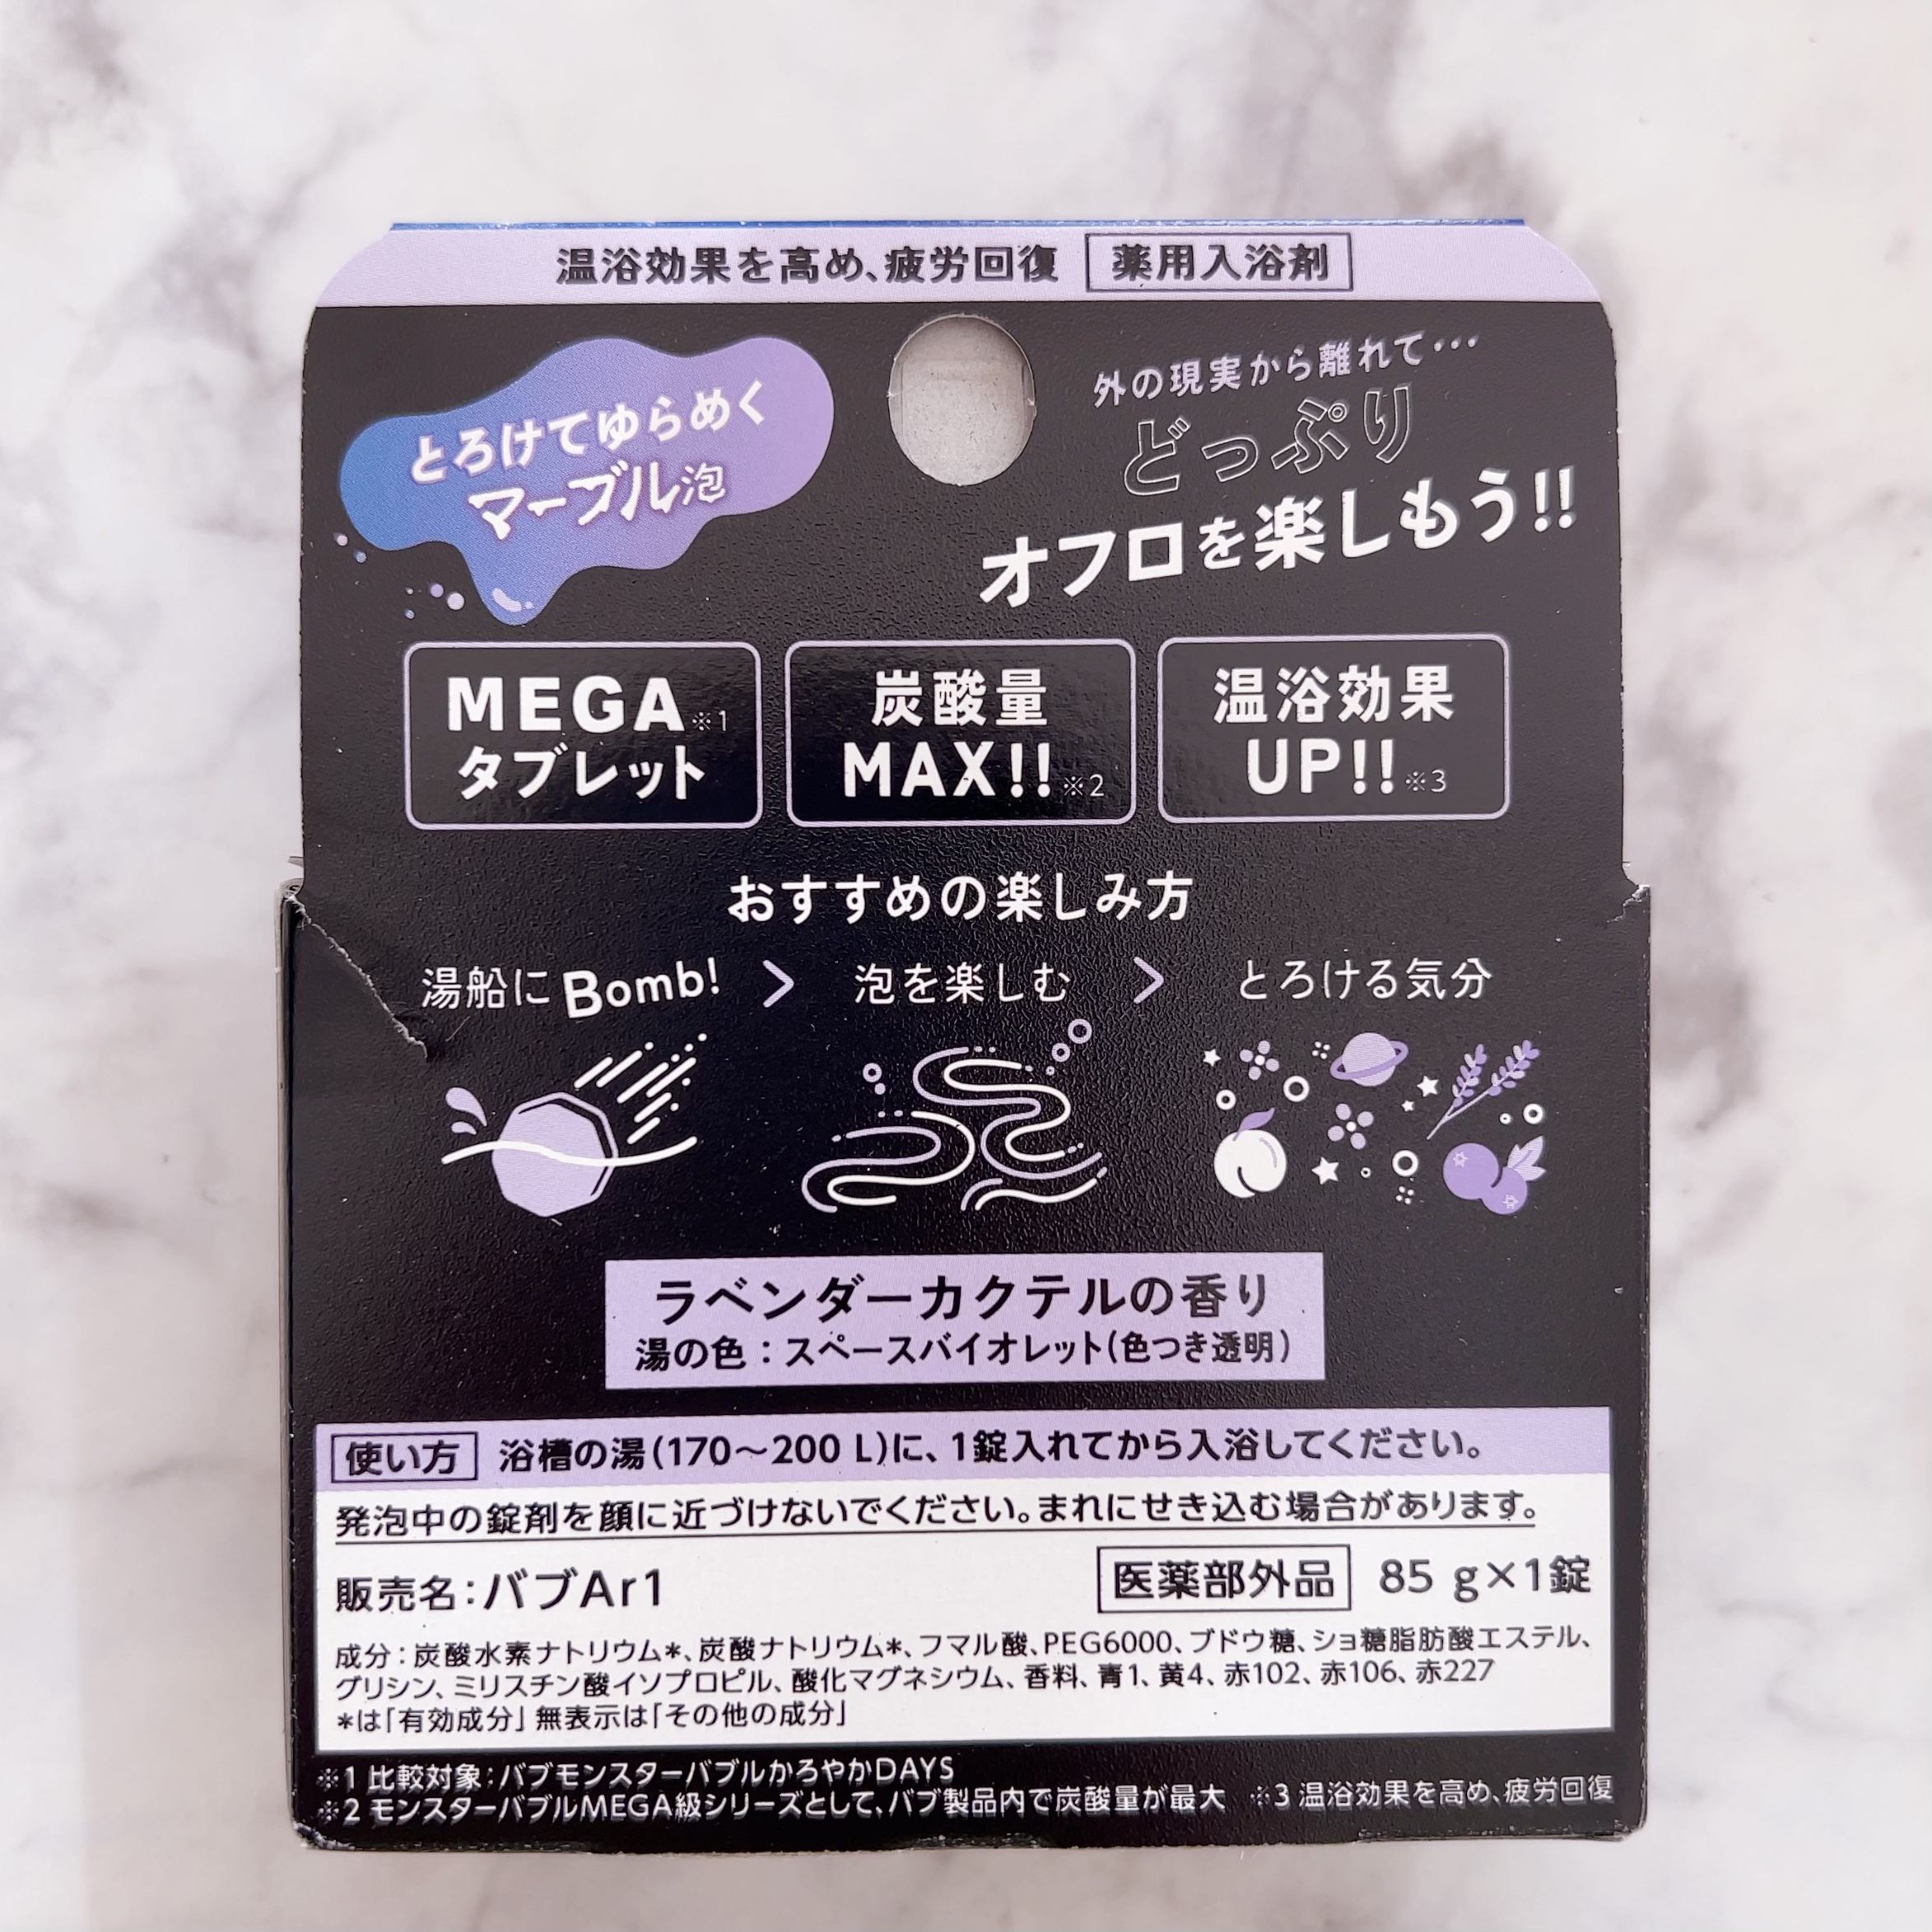 温浴効果を高め、疲労回復 薬用入浴剤
とろけてゆらめく
マーブル泡
外の現実から離れて…
どっぷり
オフロを楽しもう!!
MEGA※1
タブレット
炭酸量
MAX!!※2
温浴効果
UP!!※3
おすすめの楽しみ方
湯船にBomb! > 泡を楽しむ > とろける気分
ラベンダーカクテルの香り
湯の色：スペースバイオレット(色つき透明)
使い方 浴槽の湯(170～200 L)に、1錠入れてから入浴してください。
発泡中の錠剤を顔に近づけないでください。まれにせき込む場合があります。
販売名：バブAr1 医薬部外品 85 g×1錠
成分：炭酸水素ナトリウム*、炭酸ナトリウム*、フマル酸、PEG6000、ブドウ糖、ショ糖脂肪酸エステル、
グリシン、ミリスチン酸イソプロピル、酸化マグネシウム、香料、青1、黄4、赤102、赤106、赤227
*は「有効成分」無表示は「その他の成分」
※1 比較対象：バブモンスターバブルかろやかDAYS
※2 モンスターバブルMEGA級シリーズとして、バブ製品内で炭酸量が最大 ※3 温浴効果を高め、疲労回復